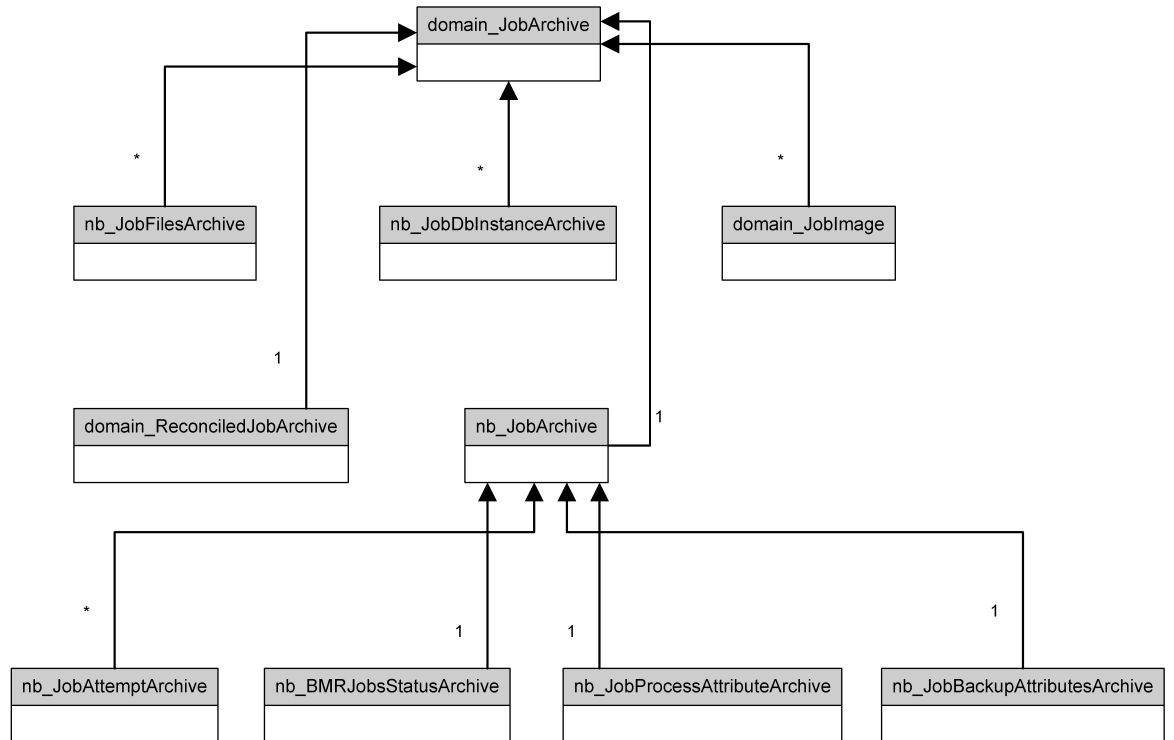 domain_JobArchive
*
*
*
nb_JobFilesArchive
nb_JobDbInstanceArchive
domain_JobImage
1
1
domain_ReconciledJobArchive
nb_JobArchive
*
1
1
1
nb_JobAttemptArchive
nb_BMRJobsStatusArchive
nb_JobProcessAttributeArchive
nb_JobBackupAttributesArchive